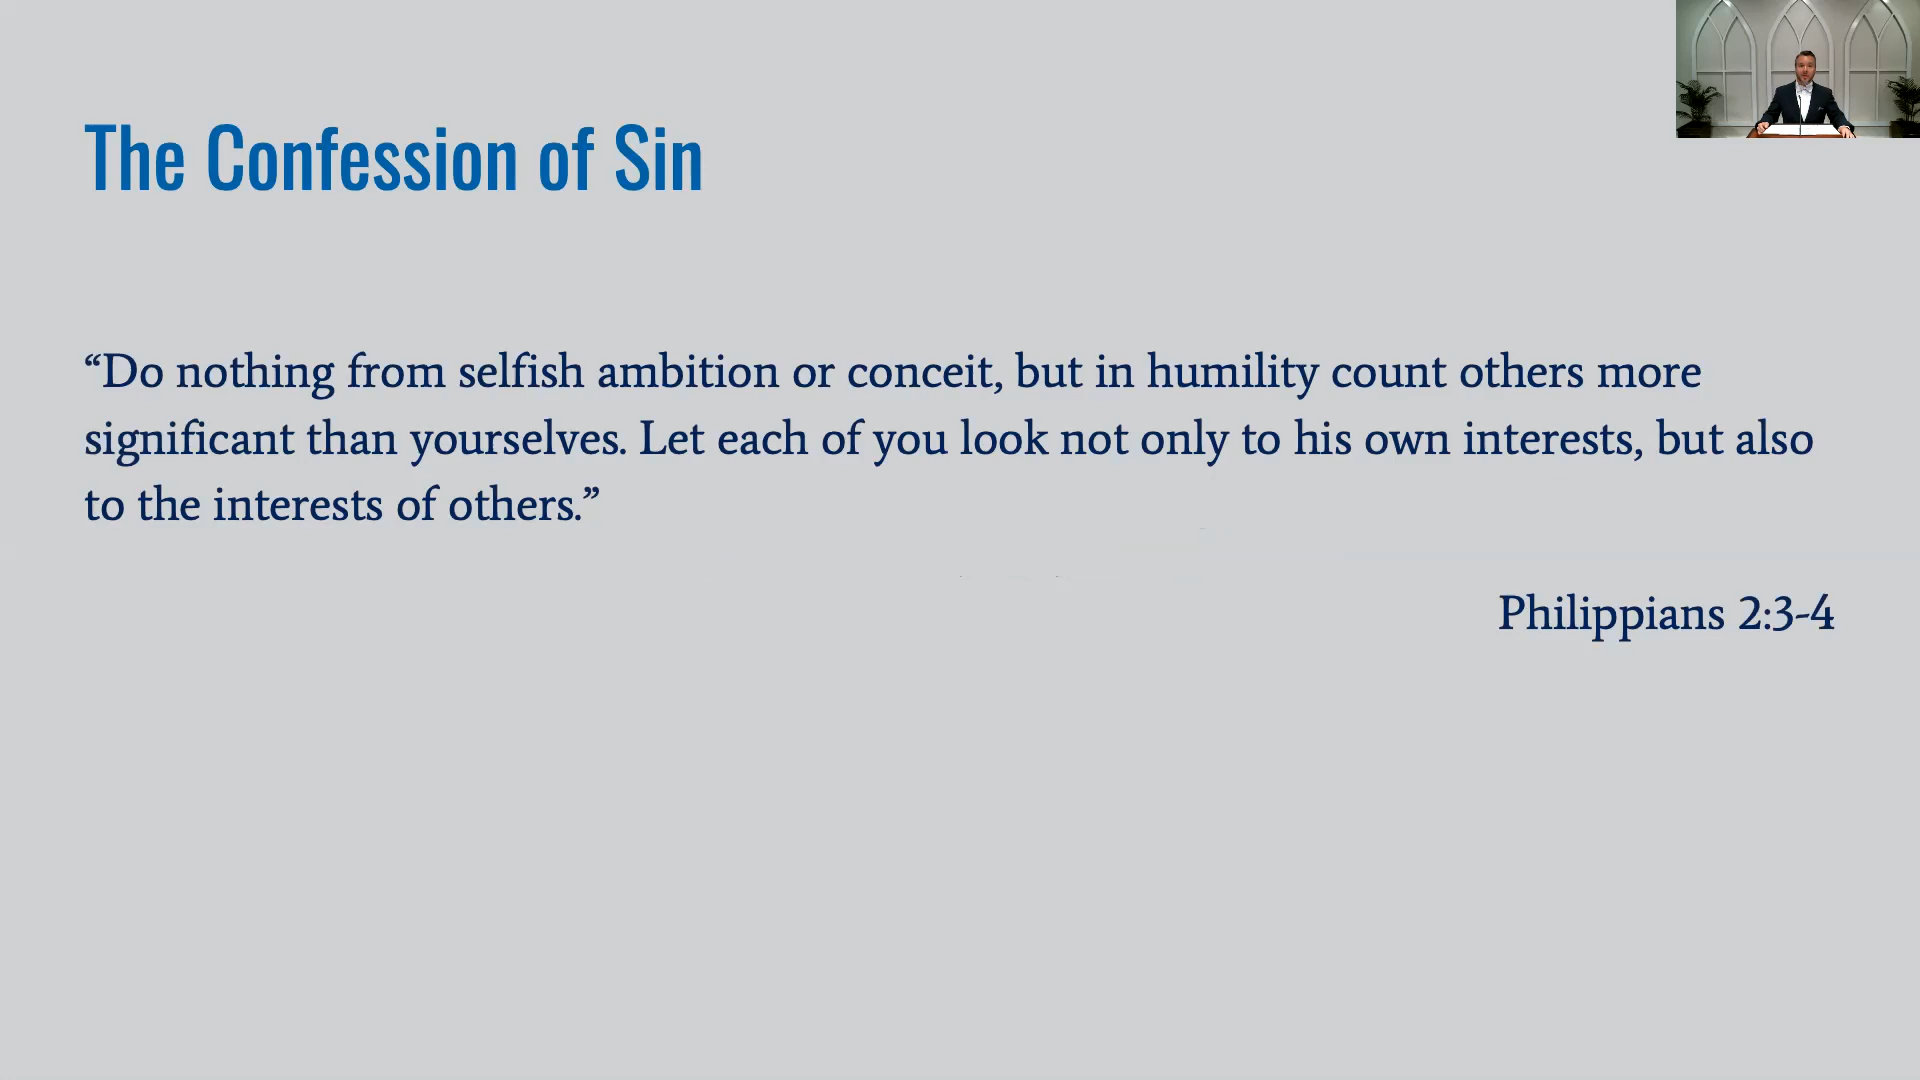 The Confession of Sin
“Do nothing from selfish ambition or conceit, but in humility count others more
significant than yourselves. Let each of you look not only to his own interests, but also
to the interests of others.”
Philippians 2:3-4